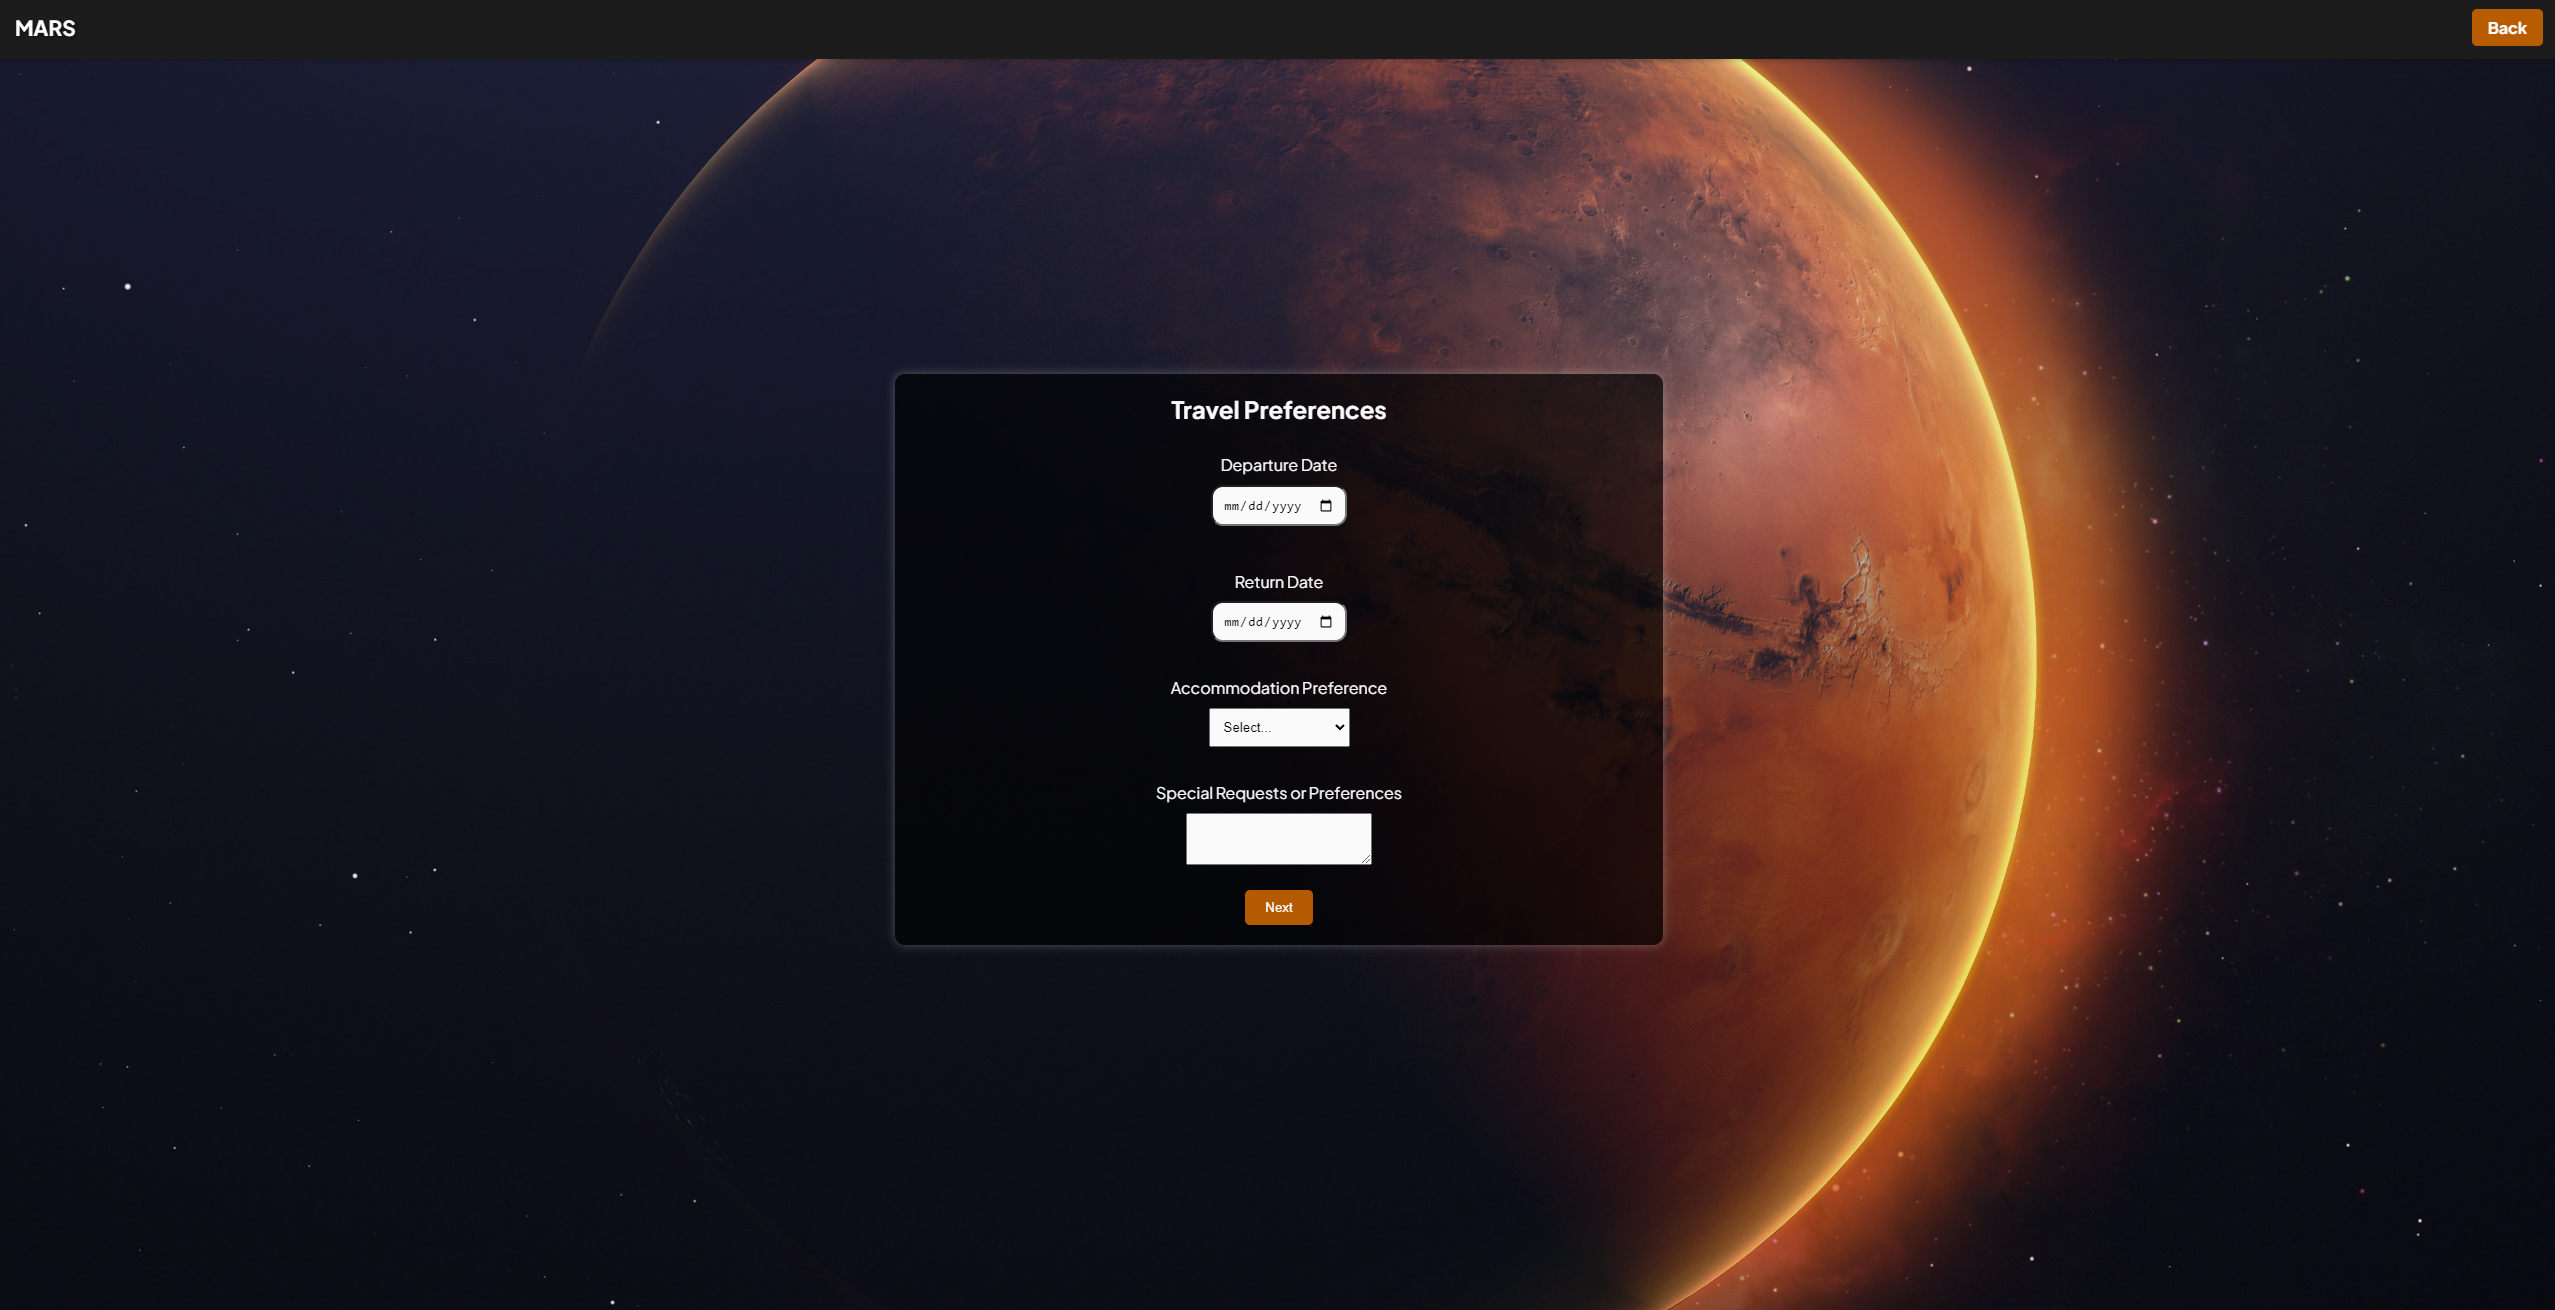 MARS
Back
Travel Preferences
Departure Date
mm/dd/yyyy
Return Date
mm/dd/yyyy
Accommodation Preference
Select...
Special Requests or Preferences
Next